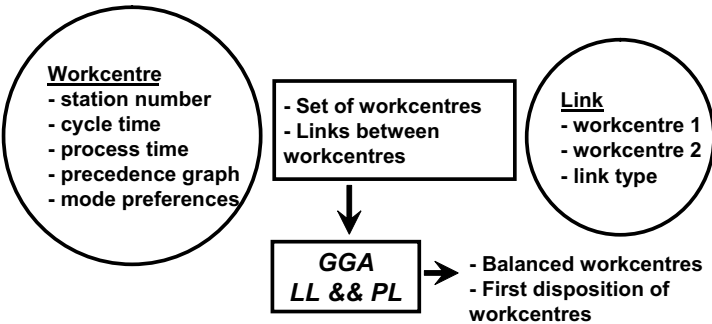 Workcentre
- station number
- cycle time
- process time
- precedence graph
- mode preferences
- Set of workcentres
- Links between
workcentres
Link
- workcentre 1
- workcentre 2
- link type
GGA
LL && PL
- Balanced workcentres
- First disposition of
workcentres